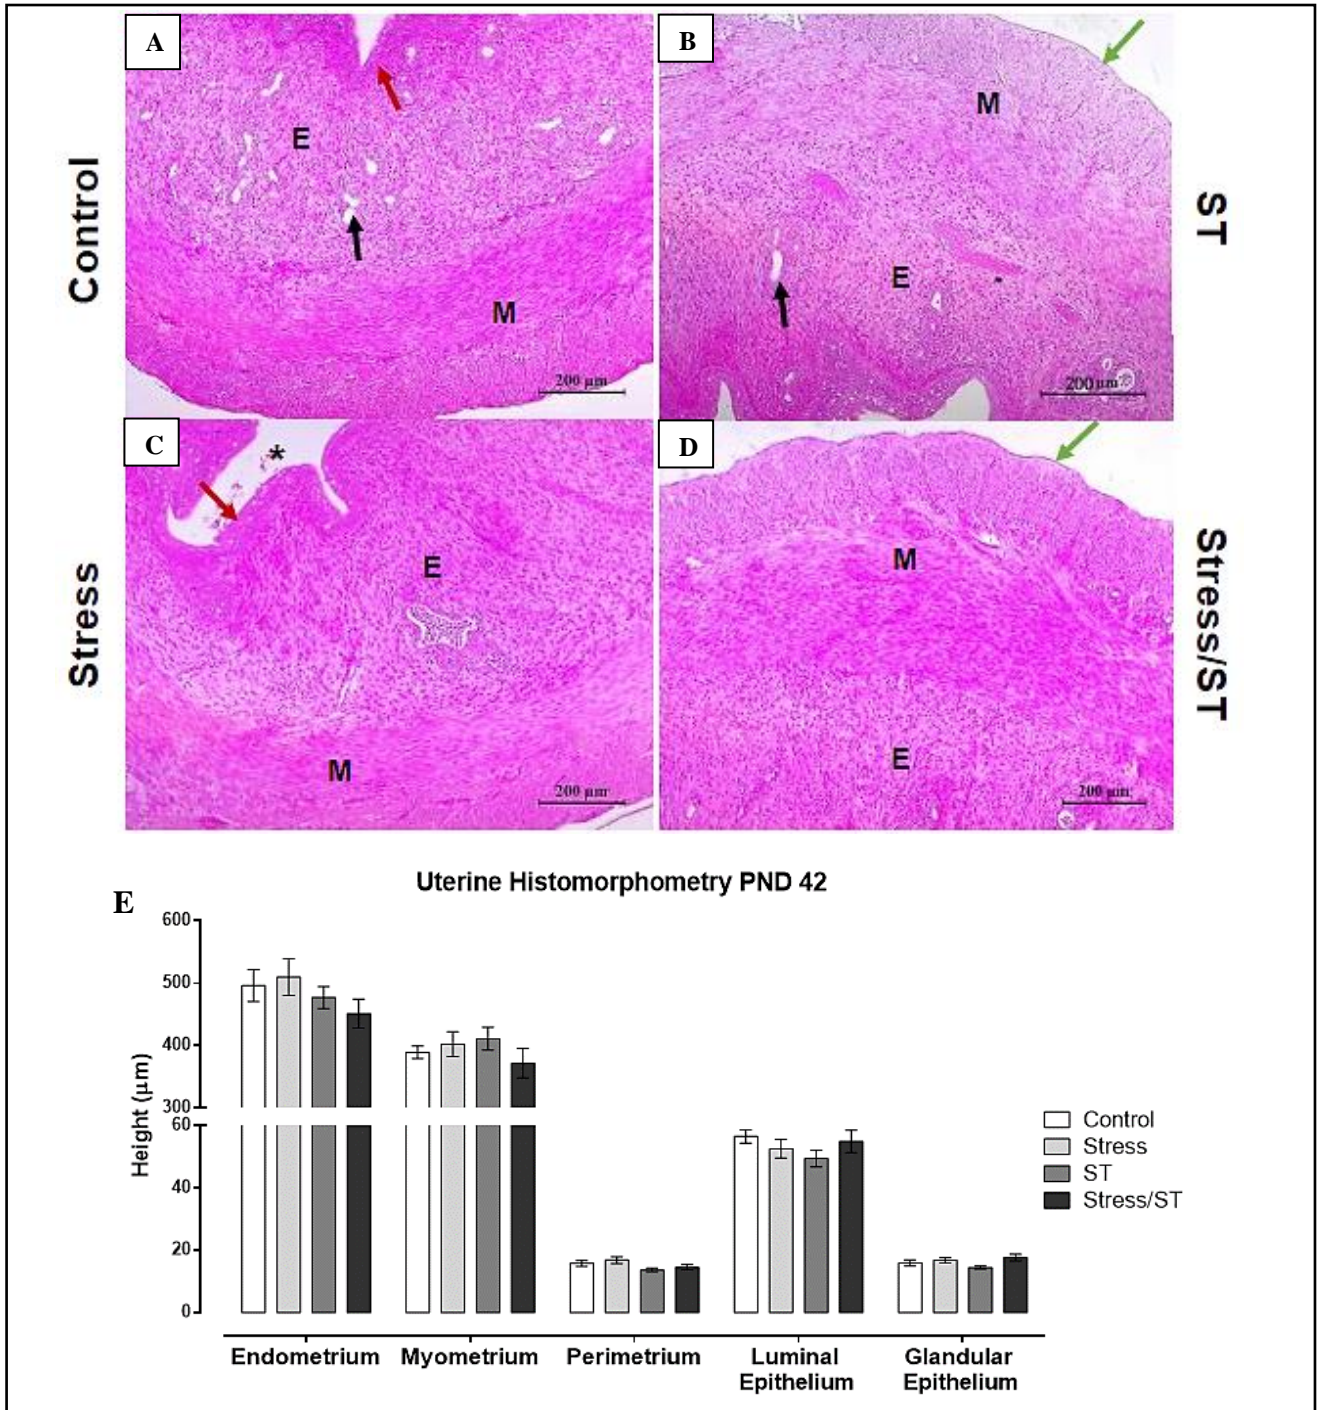 A
B
Control
E
M
200 µm
M
E
200 µm
ST
C
D
Stress
*
E
M
200 µm
M
E
200 µm
Stress/ST
Uterine Histomorphometry PND 42
E
Height (µm)
600
500
400
300
60
40
20
0
Control
Stress
ST
Stress/ST
Endometrium Myometrium Perimetrium Luminal Glandular
Epithelium Epithelium